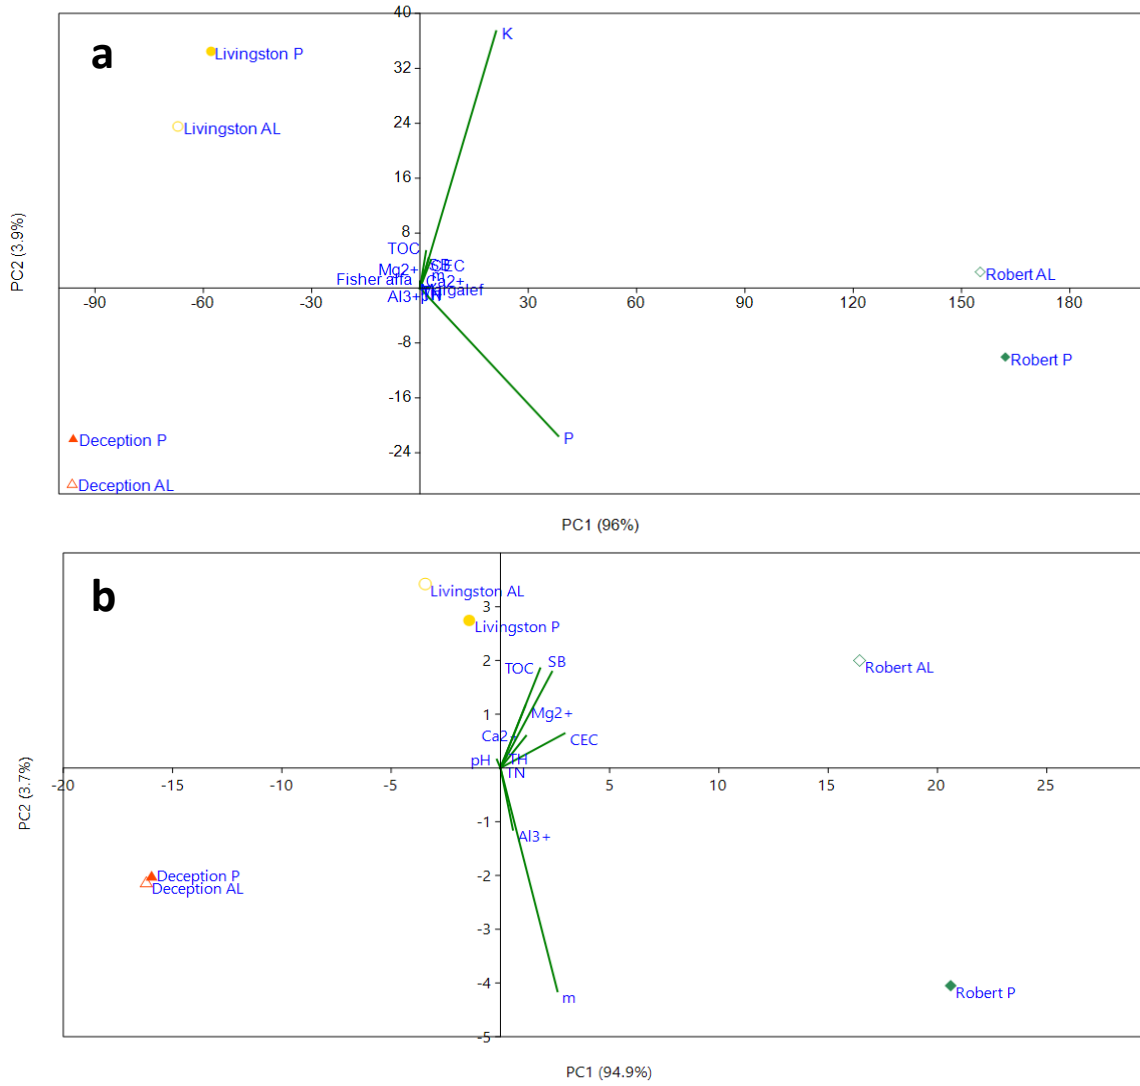 a
40
32
24
16
8
-8
-16
-24
PC2 (3.9%)
Livingston P
Livingston AL
K
TOC
SB
CEC
Mg2+
m
Fisher alfa
Ca2+
Al3+
Margalef
-90
-60
-30
30
60
90
120
150
180
Robert AL
Robert P
P
Deception P
Deception AL
PC1 (96%)
b
Livingston AL
3
Livingston P
2
TOC
SB
Robert AL
1
Mg2+
Ca2+
CEC
pH
TH
TN
-20
-15
-10
-5
5
10
15
20
25
PC2 (3.7%)
-1
Al3+
-2
Deception P
Deception AL
-3
-4
m
Robert P
-5
PC1 (94.9%)